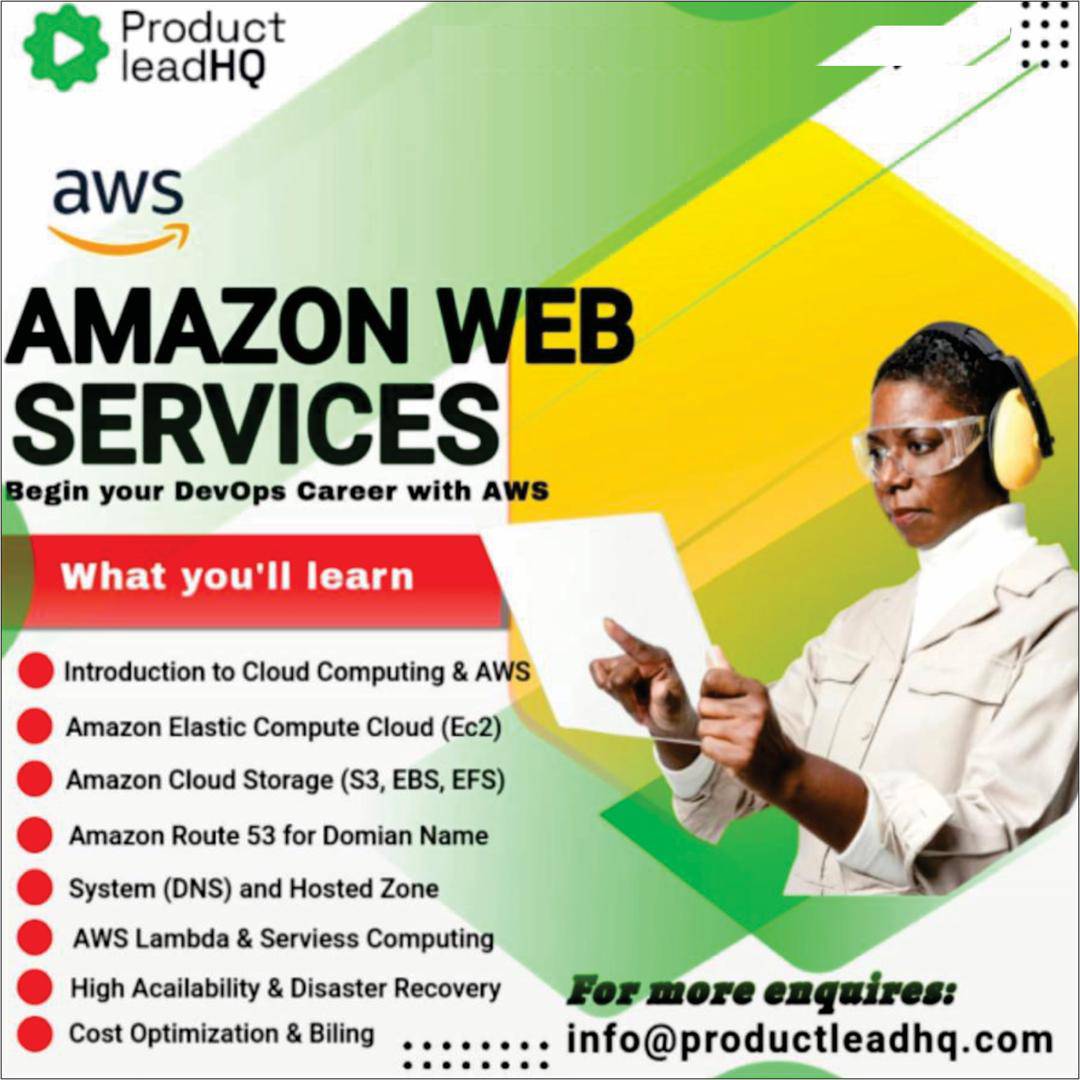 Product
leadHQ
aws
AMAZON WEB
SERVICES
Begin your DevOps Career with AWS
What you'll learn
Introduction to Cloud Computing & AWS
Amazon Elastic Compute Cloud (Ec2)
Amazon Cloud Storage (S3, EBS, EFS)
Amazon Route 53 for Domian Name
System (DNS) and Hosted Zone
AWS Lambda & Serviess Computing
High Acailability & Disaster Recovery
Cost Optimization & Biling
For more enquires:
info@productleadhq.com